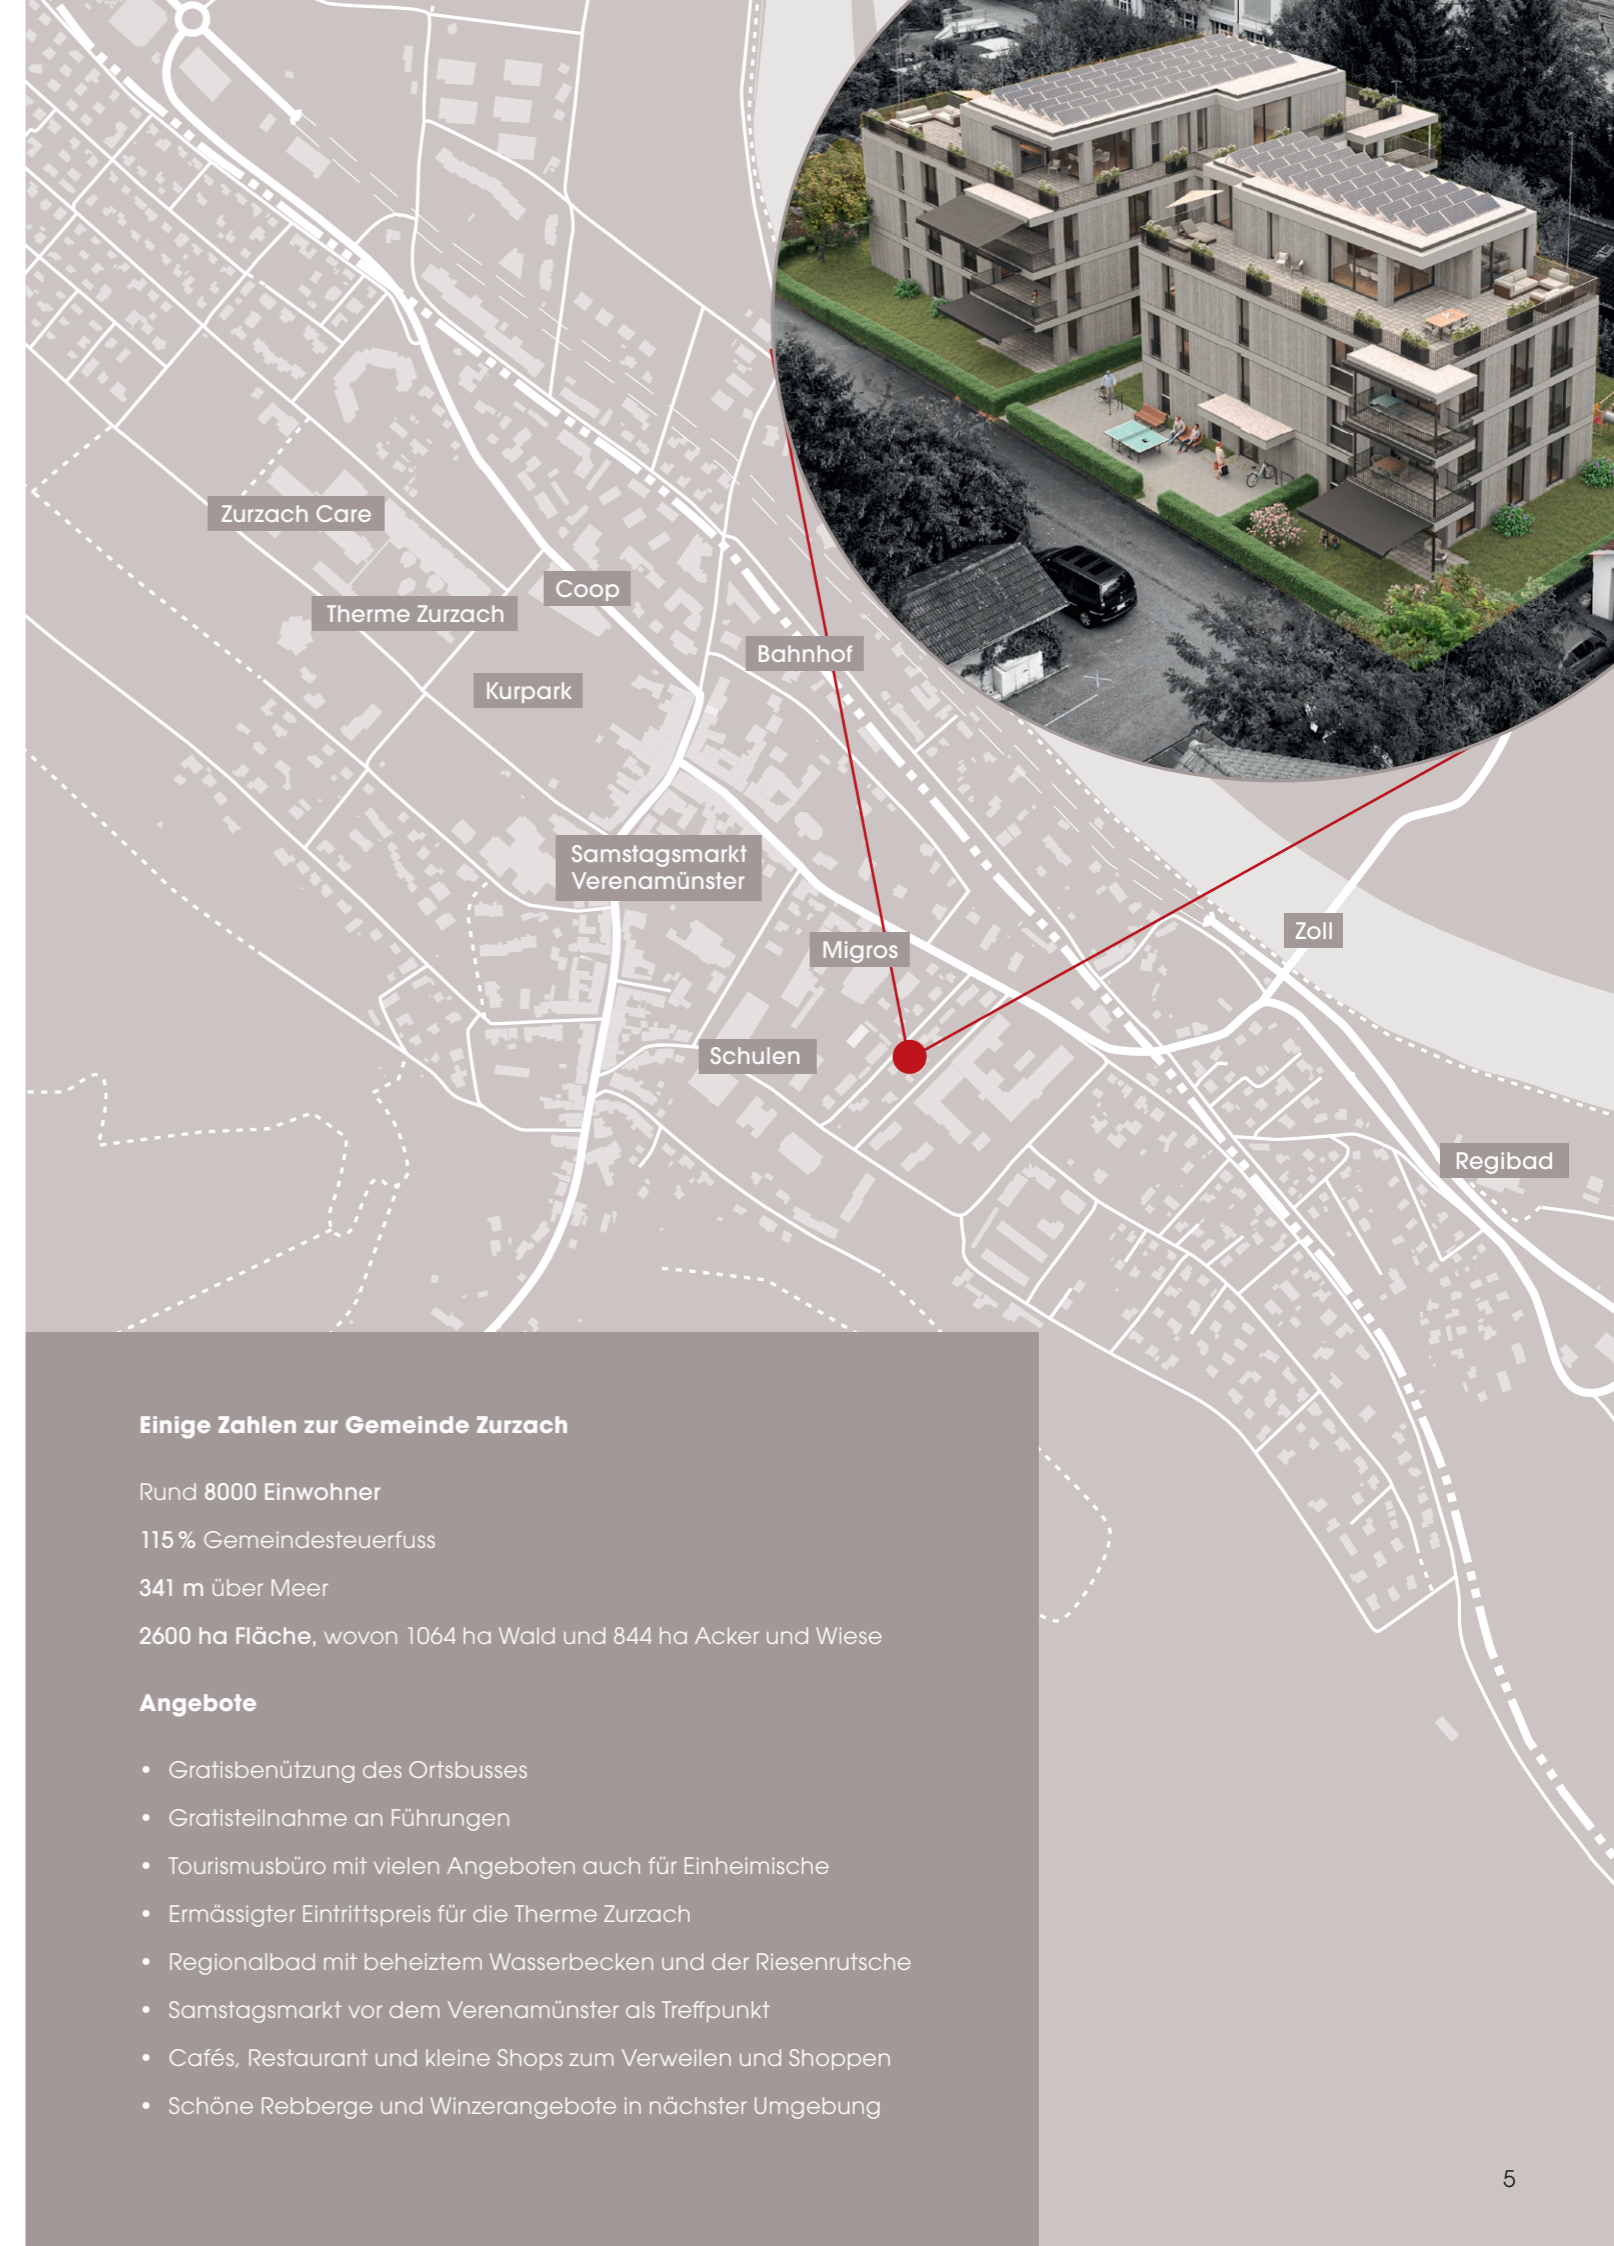 Zurzach Care
Coop
Therme Zurzach
Bahnhof
Kurpark
Samstagsmarkt
Verenamünster
Zoll
Migros
Schulen
Regibad
Einige Zahlen zur Gemeinde Zurzach
Rund 8000 Einwohner
115 % Gemeindesteuerfuss
341 m über Meer
2600 ha Fläche, wovon 1064 ha Wald und 844 ha Acker und Wiese
Angebote
• Gratisbenützung des Ortsbusses
• Gratisteilnahme an Führungen
• Tourismusbüro mit vielen Angeboten auch für Einheimische
• Ermässigter Eintrittspreis für die Therme Zurzach
• Regionalbad mit beheiztem Wasserbecken und der Riesenrutsche
• Samstagsmarkt vor dem Verenamünster als Treffpunkt
• Cafés, Restaurant und kleine Shops zum Verweilen und Shoppen
• Schöne Rebberge und Winzerangebote in nächster Umgebung
5